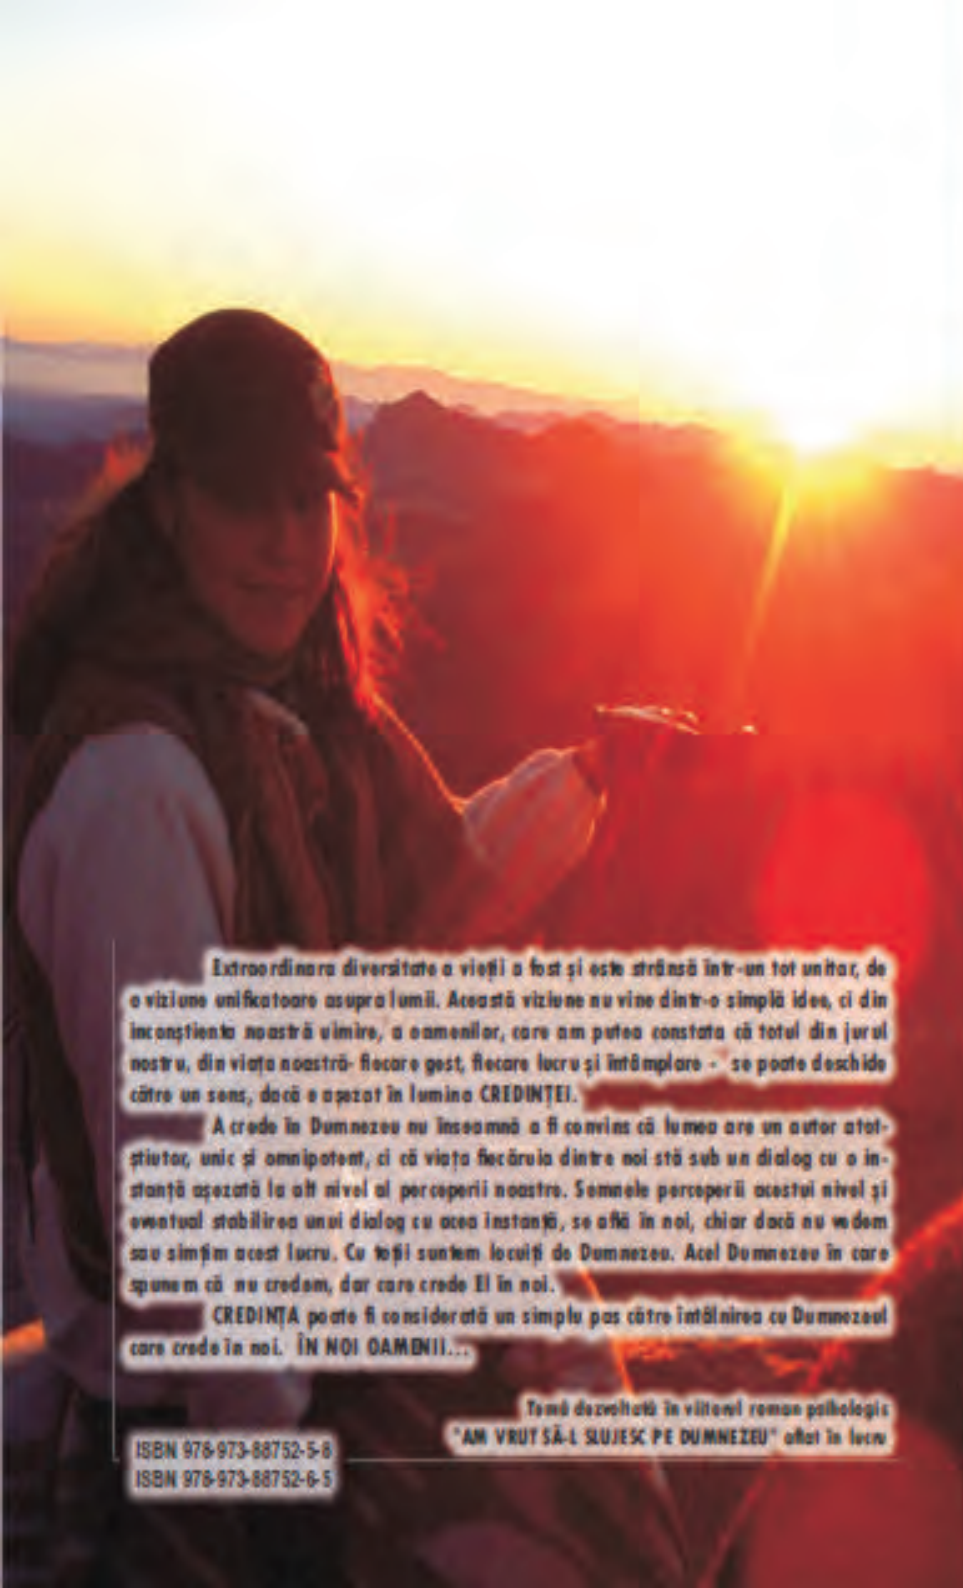 Extraordinara diversitate a vieții a fost și este strânsă într-un tot unitar, de
o viziune unificatoare asupra lumii. Această viziune nu vine dintr-o simplă idee, ci din
inconștienta noastră uimire, a oamenilor, care am putea constata că totul din jurul
nostru, din viața noastră- fiecare gest, fiecare lucru și întâmplare - se poate deschide
către un sens, dacă e așezat în lumina CREDINȚEI.
A crede în Dumnezeu nu înseamnă a fi convins că lumea are un autor atot-
știutor, unic și omnipotent, ci că viața fiecăruia dintre noi stă sub un dialog cu o in-
stanță așezată la alt nivel al perceperii noastre. Semnele perceperii acestui nivel și
eventual stabilirea unui dialog cu acea instanță, se află în noi, chiar dacă nu vedem
sau simțim acest lucru. Cu toții suntem locuiți de Dumnezeu. Acel Dumnezeu în care
spunem că nu credem, dar care crede El în noi.
CREDINȚA poate fi considerată un simplu pas către întâlnirea cu Dumnezeul
care crede în noi. ÎN NOI OAMENII...
Temă dezvoltată în viitorul roman psihologic
"AM VRUT SĂ-L SLUJESC PE DUMNEZEU" aflat în lucru
ISBN 978-973-88752-5-8
ISBN 978-973-88752-6-5